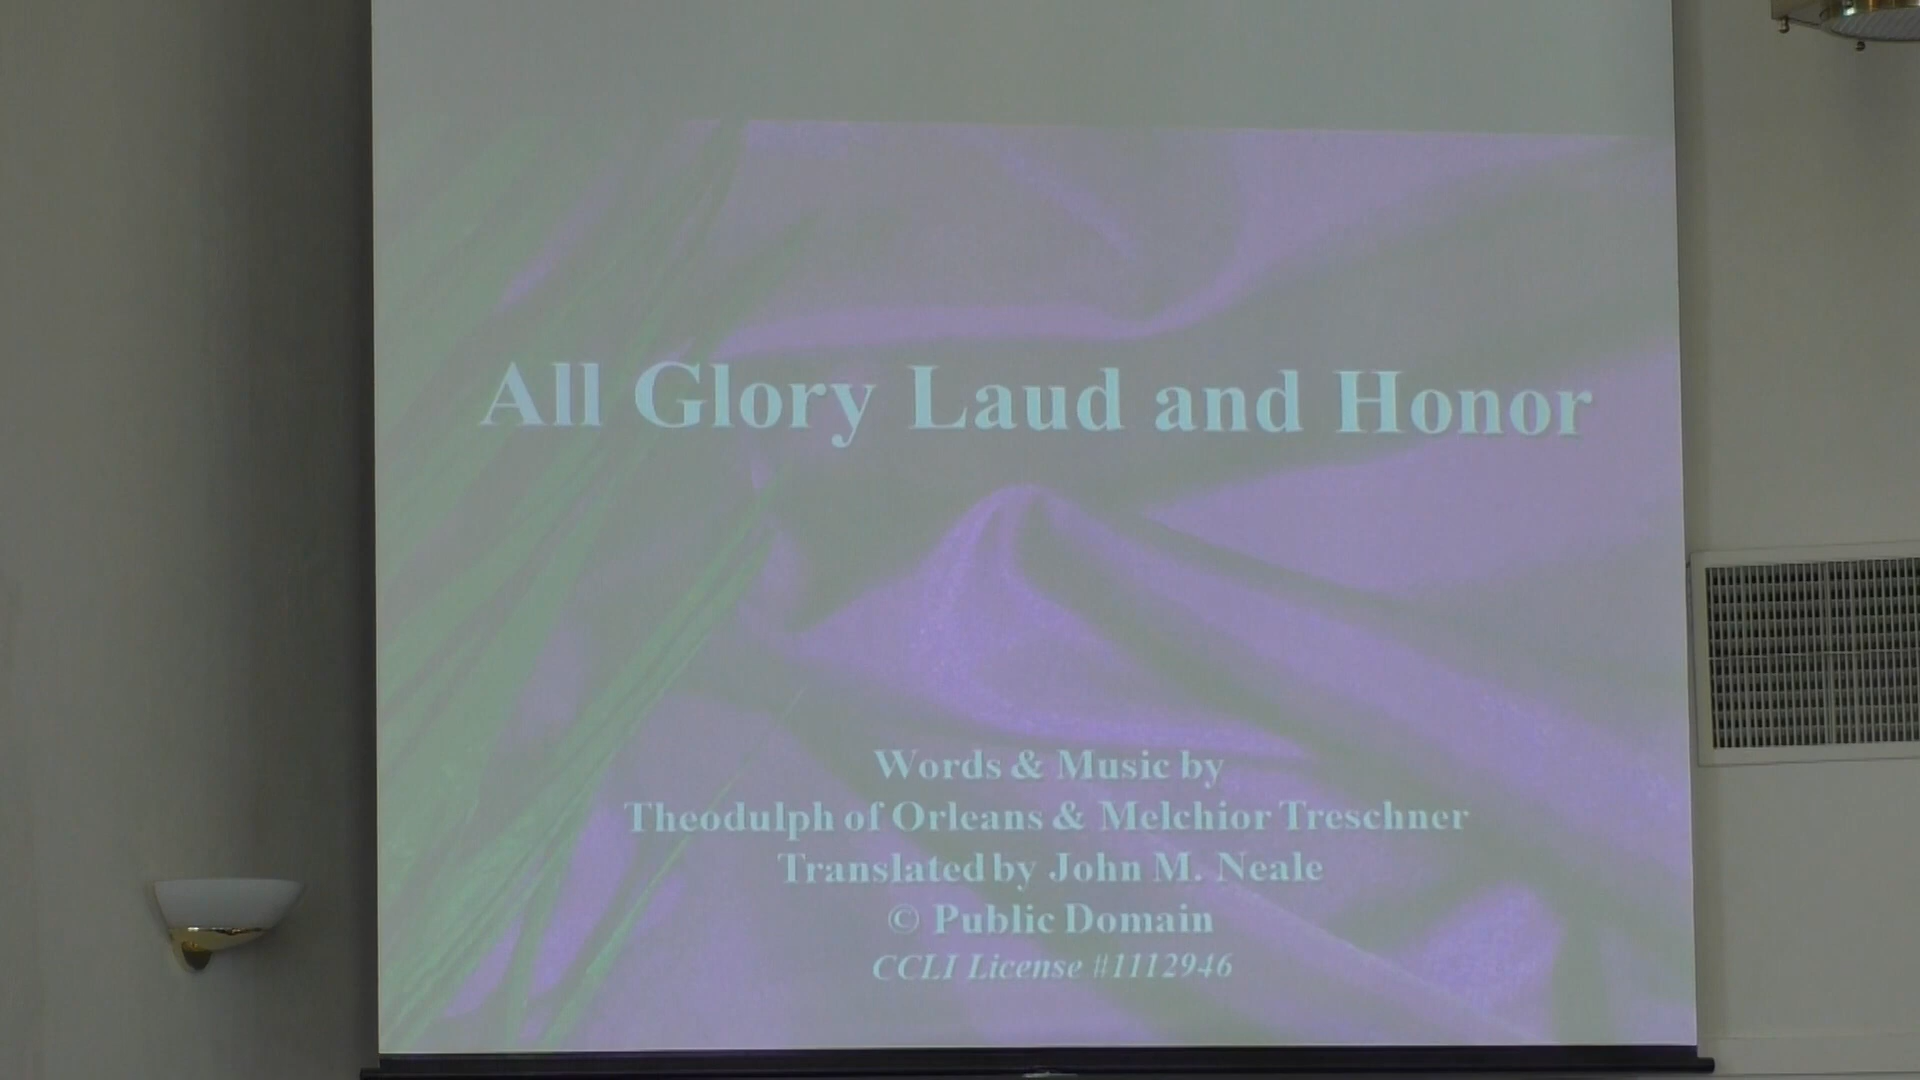 All Glory Laud and Honor
Words & Music by
Theodulph of Orleans & Melchior Treschner
Translated by John M. Neale
© Public Domain
CCLI License #1112946